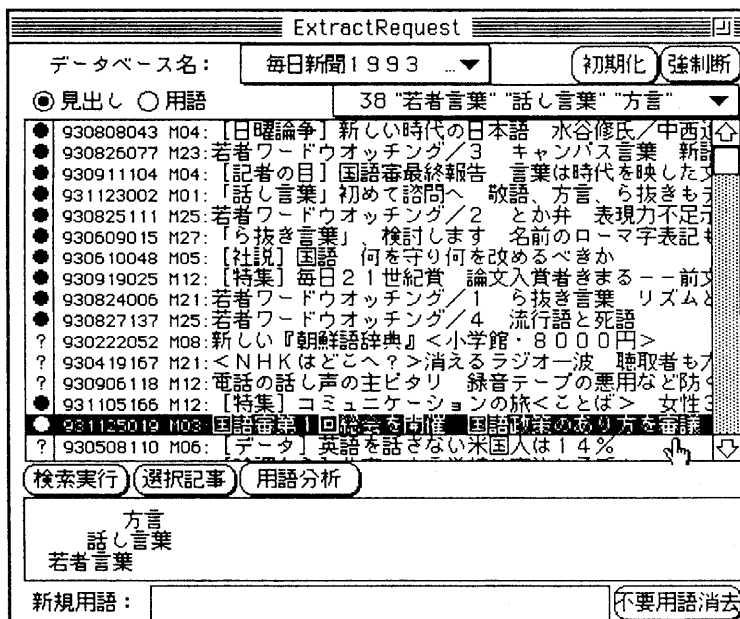 ExtractRequest
データベース名： 毎日新聞１９９３ …▼ 初期化 強制断
見出し 用語 38 "若者言葉" "話し言葉" "方言" ▼
930808043 M04:［日曜論争］新しい時代の日本語　水谷修氏／中西
930826077 M23:若者ワードウオッチング／３　キャンパス言葉　新語
930911104 M04:［記者の目］国語審最終報告　言葉は時代を映した
931123002 M01:「話し言葉」初めて諮問へ　敬語、方言、ら抜きも
930825111 M25:若者ワードウオッチング／２　とか弁　表現力不足
930609015 M27:「ら抜き言葉」、検討します　名前のローマ字表記も
930610048 M05:［社説］国語　何を守り何を改めるべきか
930919025 M12:［特集］毎日２１世紀賞　論文入賞者きまる－－前文
930824006 M21:若者ワードウオッチング／１　ら抜き言葉　リズムと
930827137 M25:若者ワードウオッチング／４　流行語と死語
? 930222052 M08:新しい『朝鮮語辞典』＜小学館・８０００円＞
? 930419167 M21:＜ＮＨＫはどこへ？＞消えるラジオ一波　聴取者も
? 930906118 M12:電話の話し声の主ピタリ　録音テープの悪用など防
931105166 M12:［特集］コミュニケーションの旅＜ことば＞　女性
931125019 M03:国語審第１回総会を開催　国語政策のあり方を審議
? 930508110 M06:［データ］英語を話さない米国人は１４％
検索実行 選択記事 用語分析
方言
話し言葉
若者言葉
新規用語： 不要用語消去